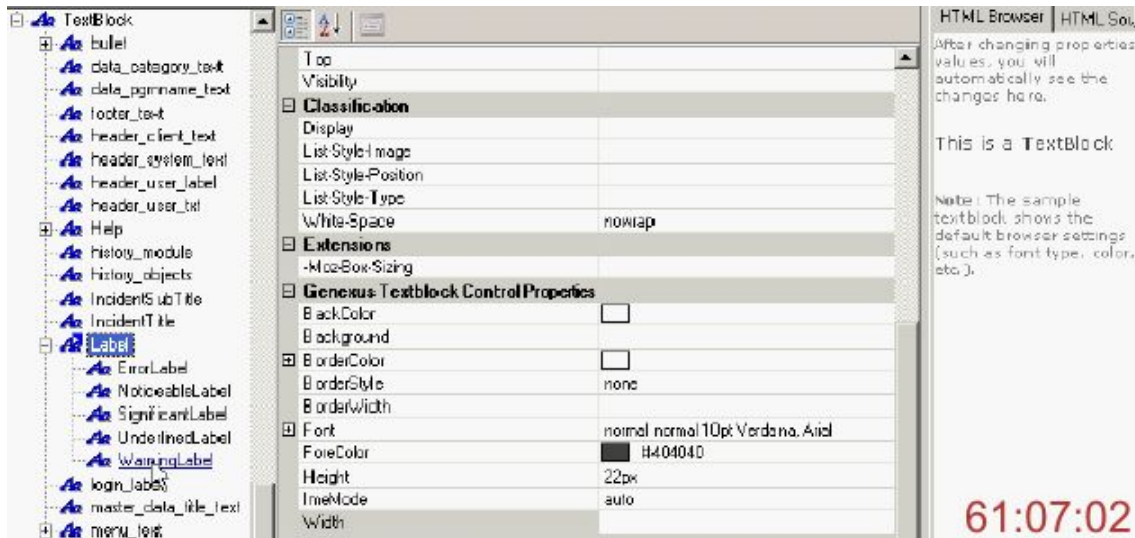 TextBlock
bullet
data_category_text
data_pgmname_text
footer_text
header_client_text
header_system_text
header_user_label
header_user_txt
Help
history_module
history_objects
IncidentSubTitle
IncidentTitle
Label
ErrorLabel
NoticeableLabel
SignificantLabel
UnderlinedLabel
WarningLabel
login_labels
master_data_title_text
menu_text
Top
Visibility
Classification
Display
List-Style-Image
List-Style-Position
List-Style-Type
White-Space nowrap
Extensions
-Moz-Box-Sizing
Genexus Textblock Control Properties
BackColor
Background
BorderColor
BorderStyle none
BorderWidth
Font normal normal 10pt Verdana, Arial
ForeColor #404040
Height 22px
ImeMode auto
Width
HTML Browser HTML Sou
After changing properties
values, you will
automatically see the
changes here.
This is a TextBlock
Note: The sample
textblock shows the
default browser settings
(such as font type, color,
etc.).
61:07:02